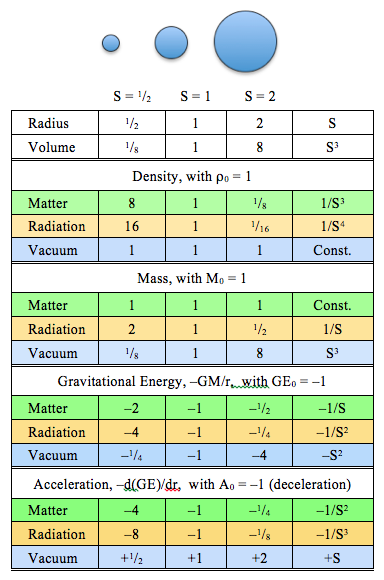 S = ½ S = 1 S = 2
Radius ½ 1 2 S
Volume ⅛ 1 8 S³
Density, with ρ₀ = 1
Matter 8 1 ⅛ 1/S³
Radiation 16 1 1/16 1/S⁴
Vacuum 1 1 1 Const.
Mass, with M₀ = 1
Matter 1 1 1 Const.
Radiation 2 1 ½ 1/S
Vacuum ⅛ 1 8 S³
Gravitational Energy, –GM/r, with GE₀ = –1
Matter –2 –1 –½ –1/S
Radiation –4 –1 –¼ –1/S²
Vacuum –¼ –1 –4 –S²
Acceleration, –d(GE)/dr, with A₀ = –1 (deceleration)
Matter –4 –1 –¼ –1/S²
Radiation –8 –1 –⅛ –1/S³
Vacuum +½ +1 +2 +S